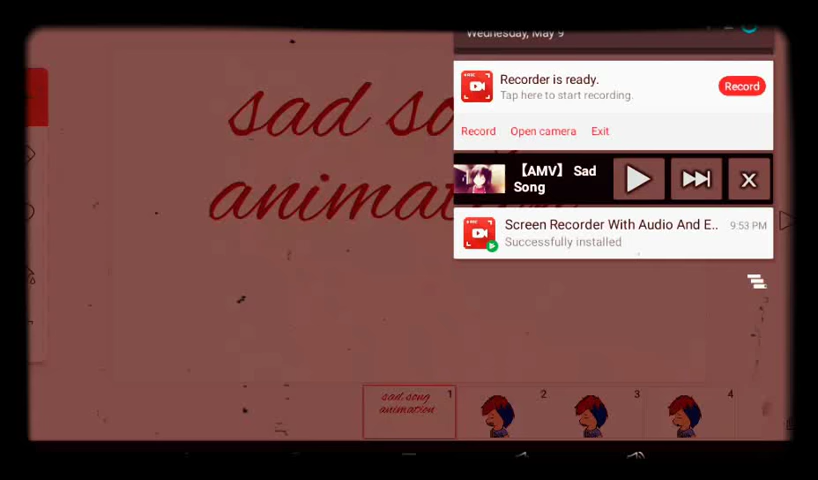 Wednesday, May 9
Recorder is ready.
Tap here to start recording.
Record
Record
Open camera
Exit
【AMV】 Sad
Song
Screen Recorder With Audio And E..
9:53 PM
Successfully installed
sad so
animat
sad song
animation
1
2
3
4